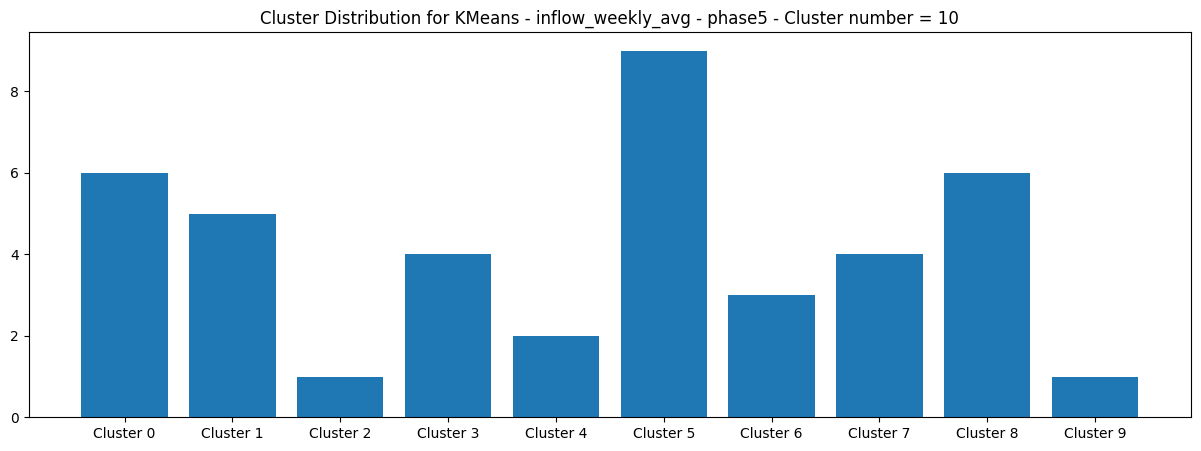 Cluster Distribution for KMeans - inflow_weekly_avg - phase5 - Cluster number = 10
8
6
4
2
0
Cluster 0 Cluster 1 Cluster 2 Cluster 3 Cluster 4 Cluster 5 Cluster 6 Cluster 7 Cluster 8 Cluster 9